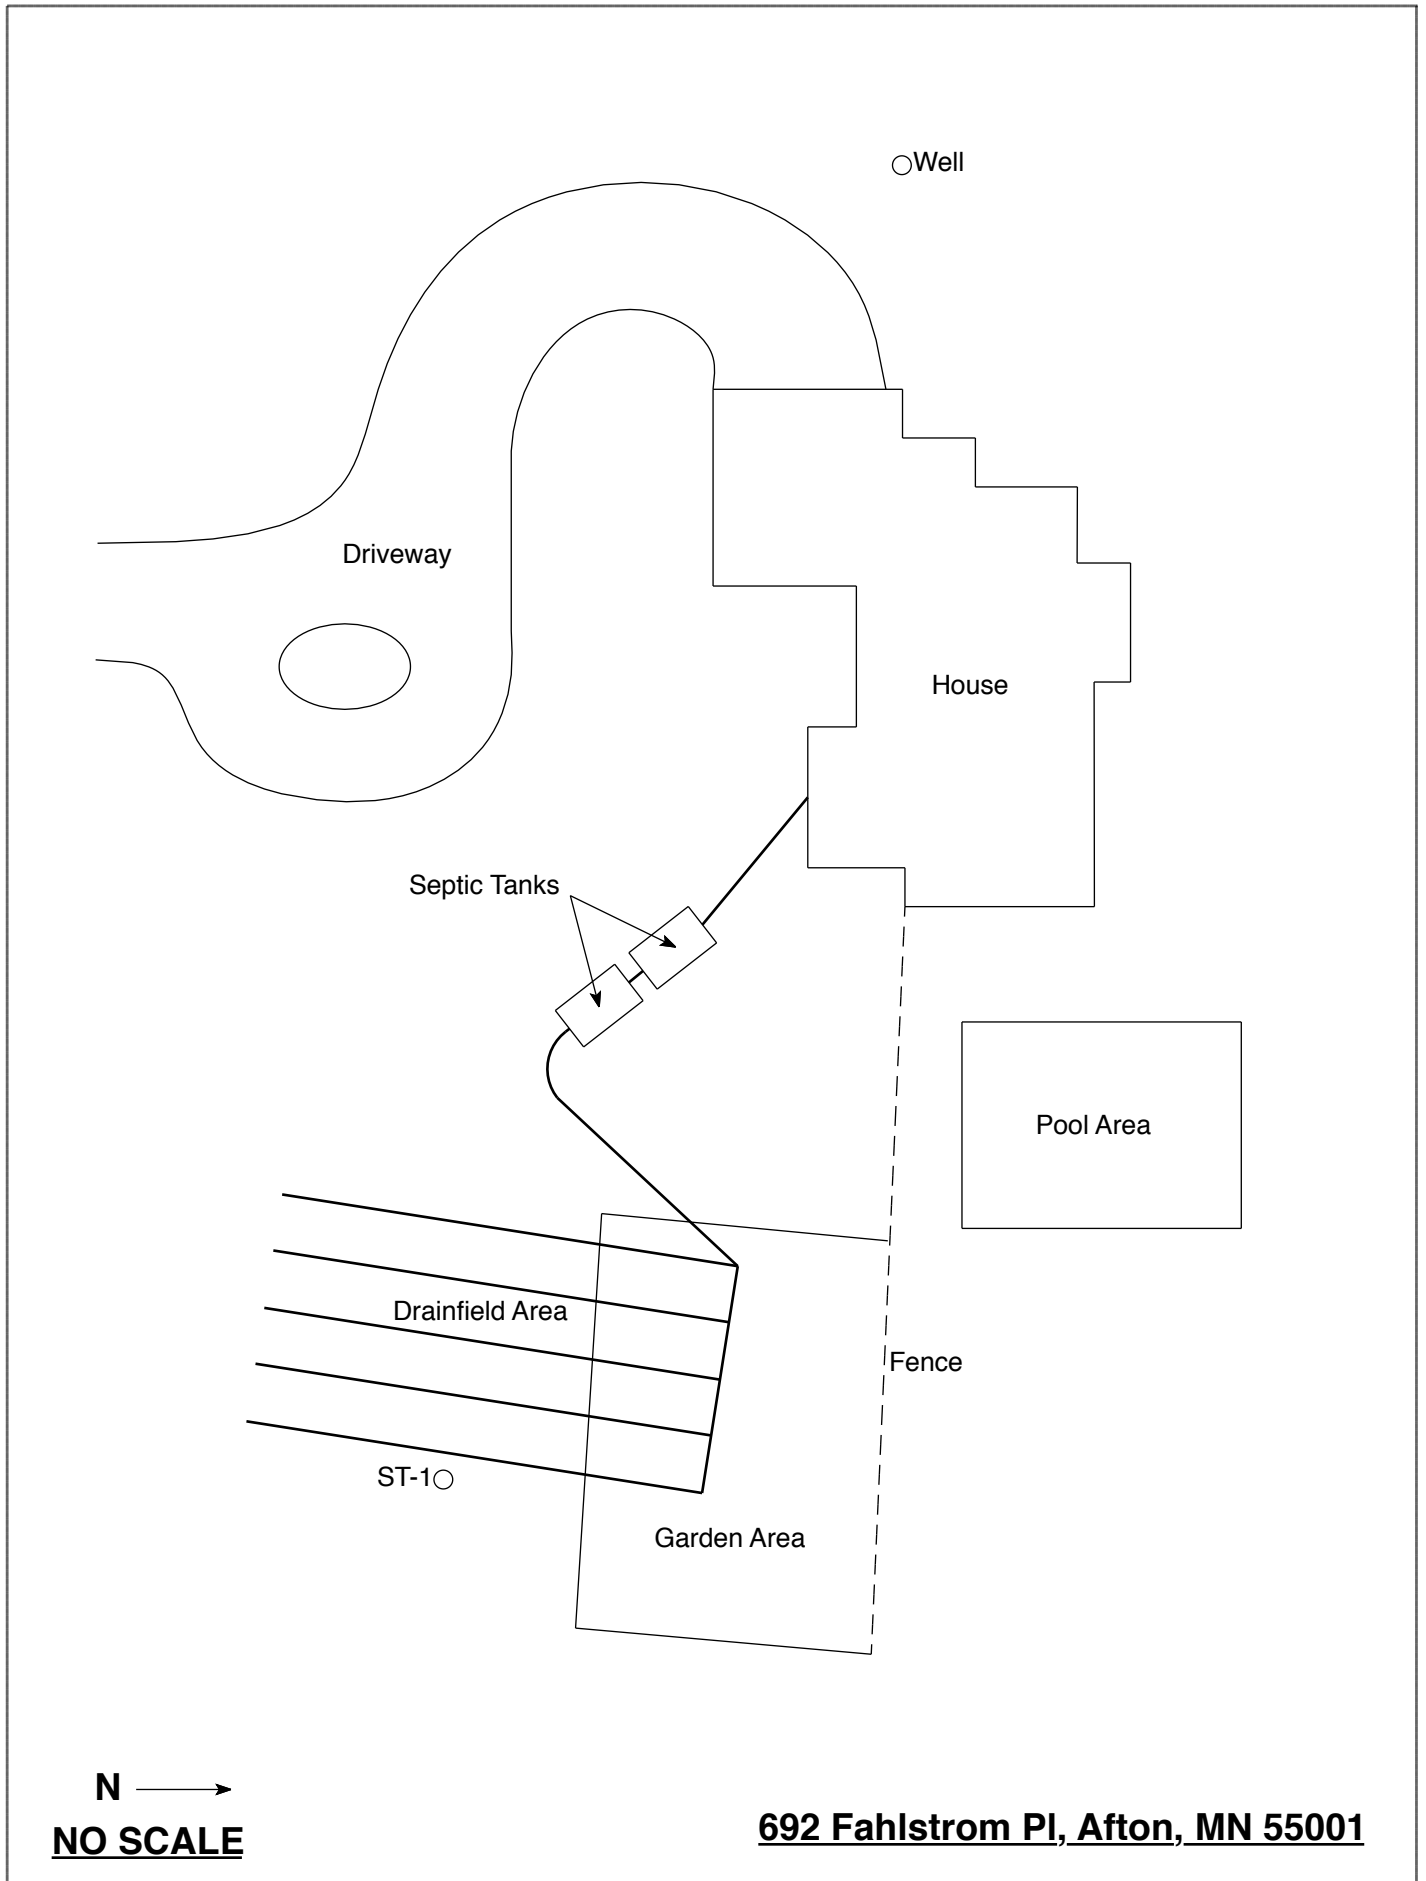 Well
Driveway
House
Septic Tanks
Pool Area
Drainfield Area
Fence
ST-1
Garden Area
N
NO SCALE
692 Fahlstrom Pl, Afton, MN 55001